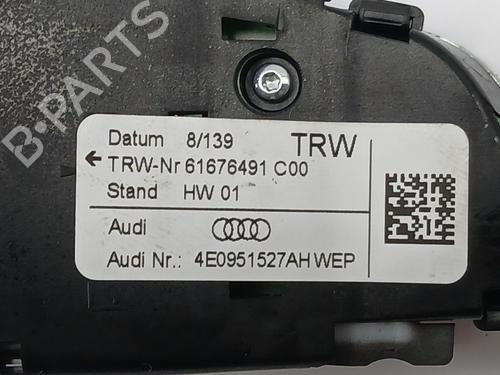 B-PARTS
Datum 8/139 TRW
←TRW-Nr 61676491 C00
Stand HW 01
Audi
Audi Nr.: 4E0951527AH WEP